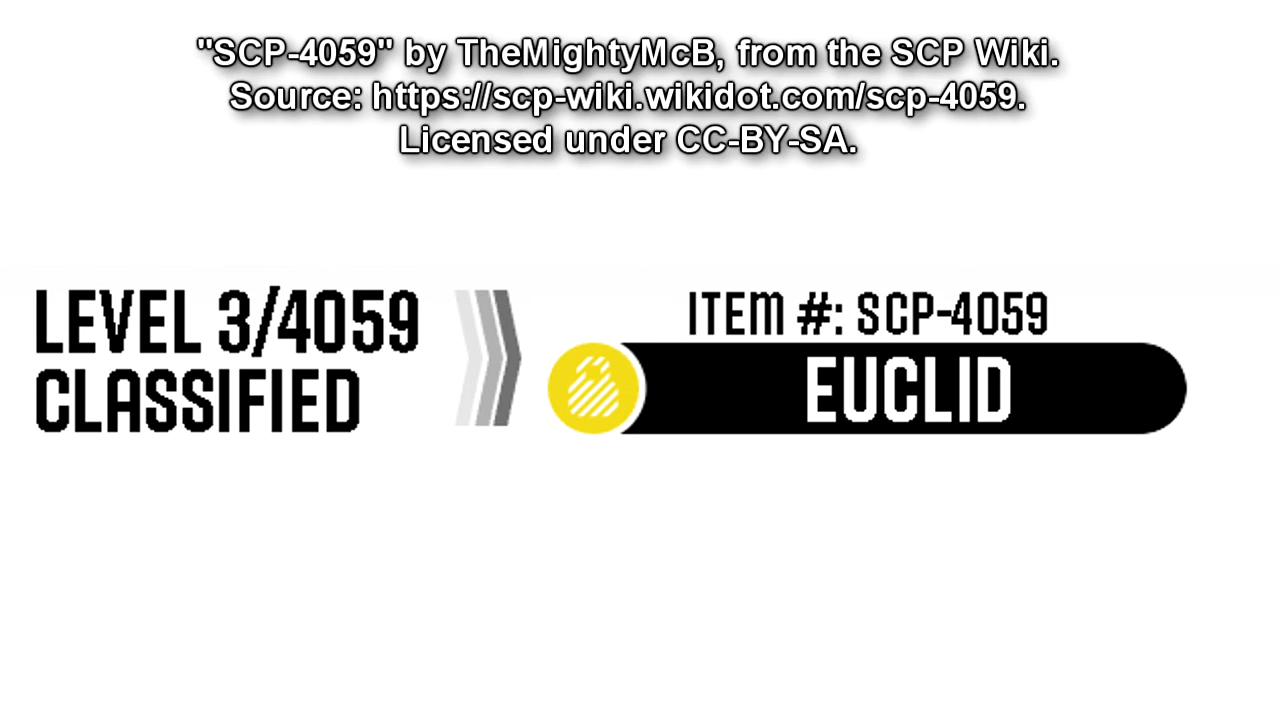 "SCP-4059" by TheMightyMcB, from the SCP Wiki.
Source: https://scp-wiki.wikidot.com/scp-4059.
Licensed under CC-BY-SA.
LEVEL 3/4059
CLASSIFIED
ITEM #: SCP-4059
EUCLID